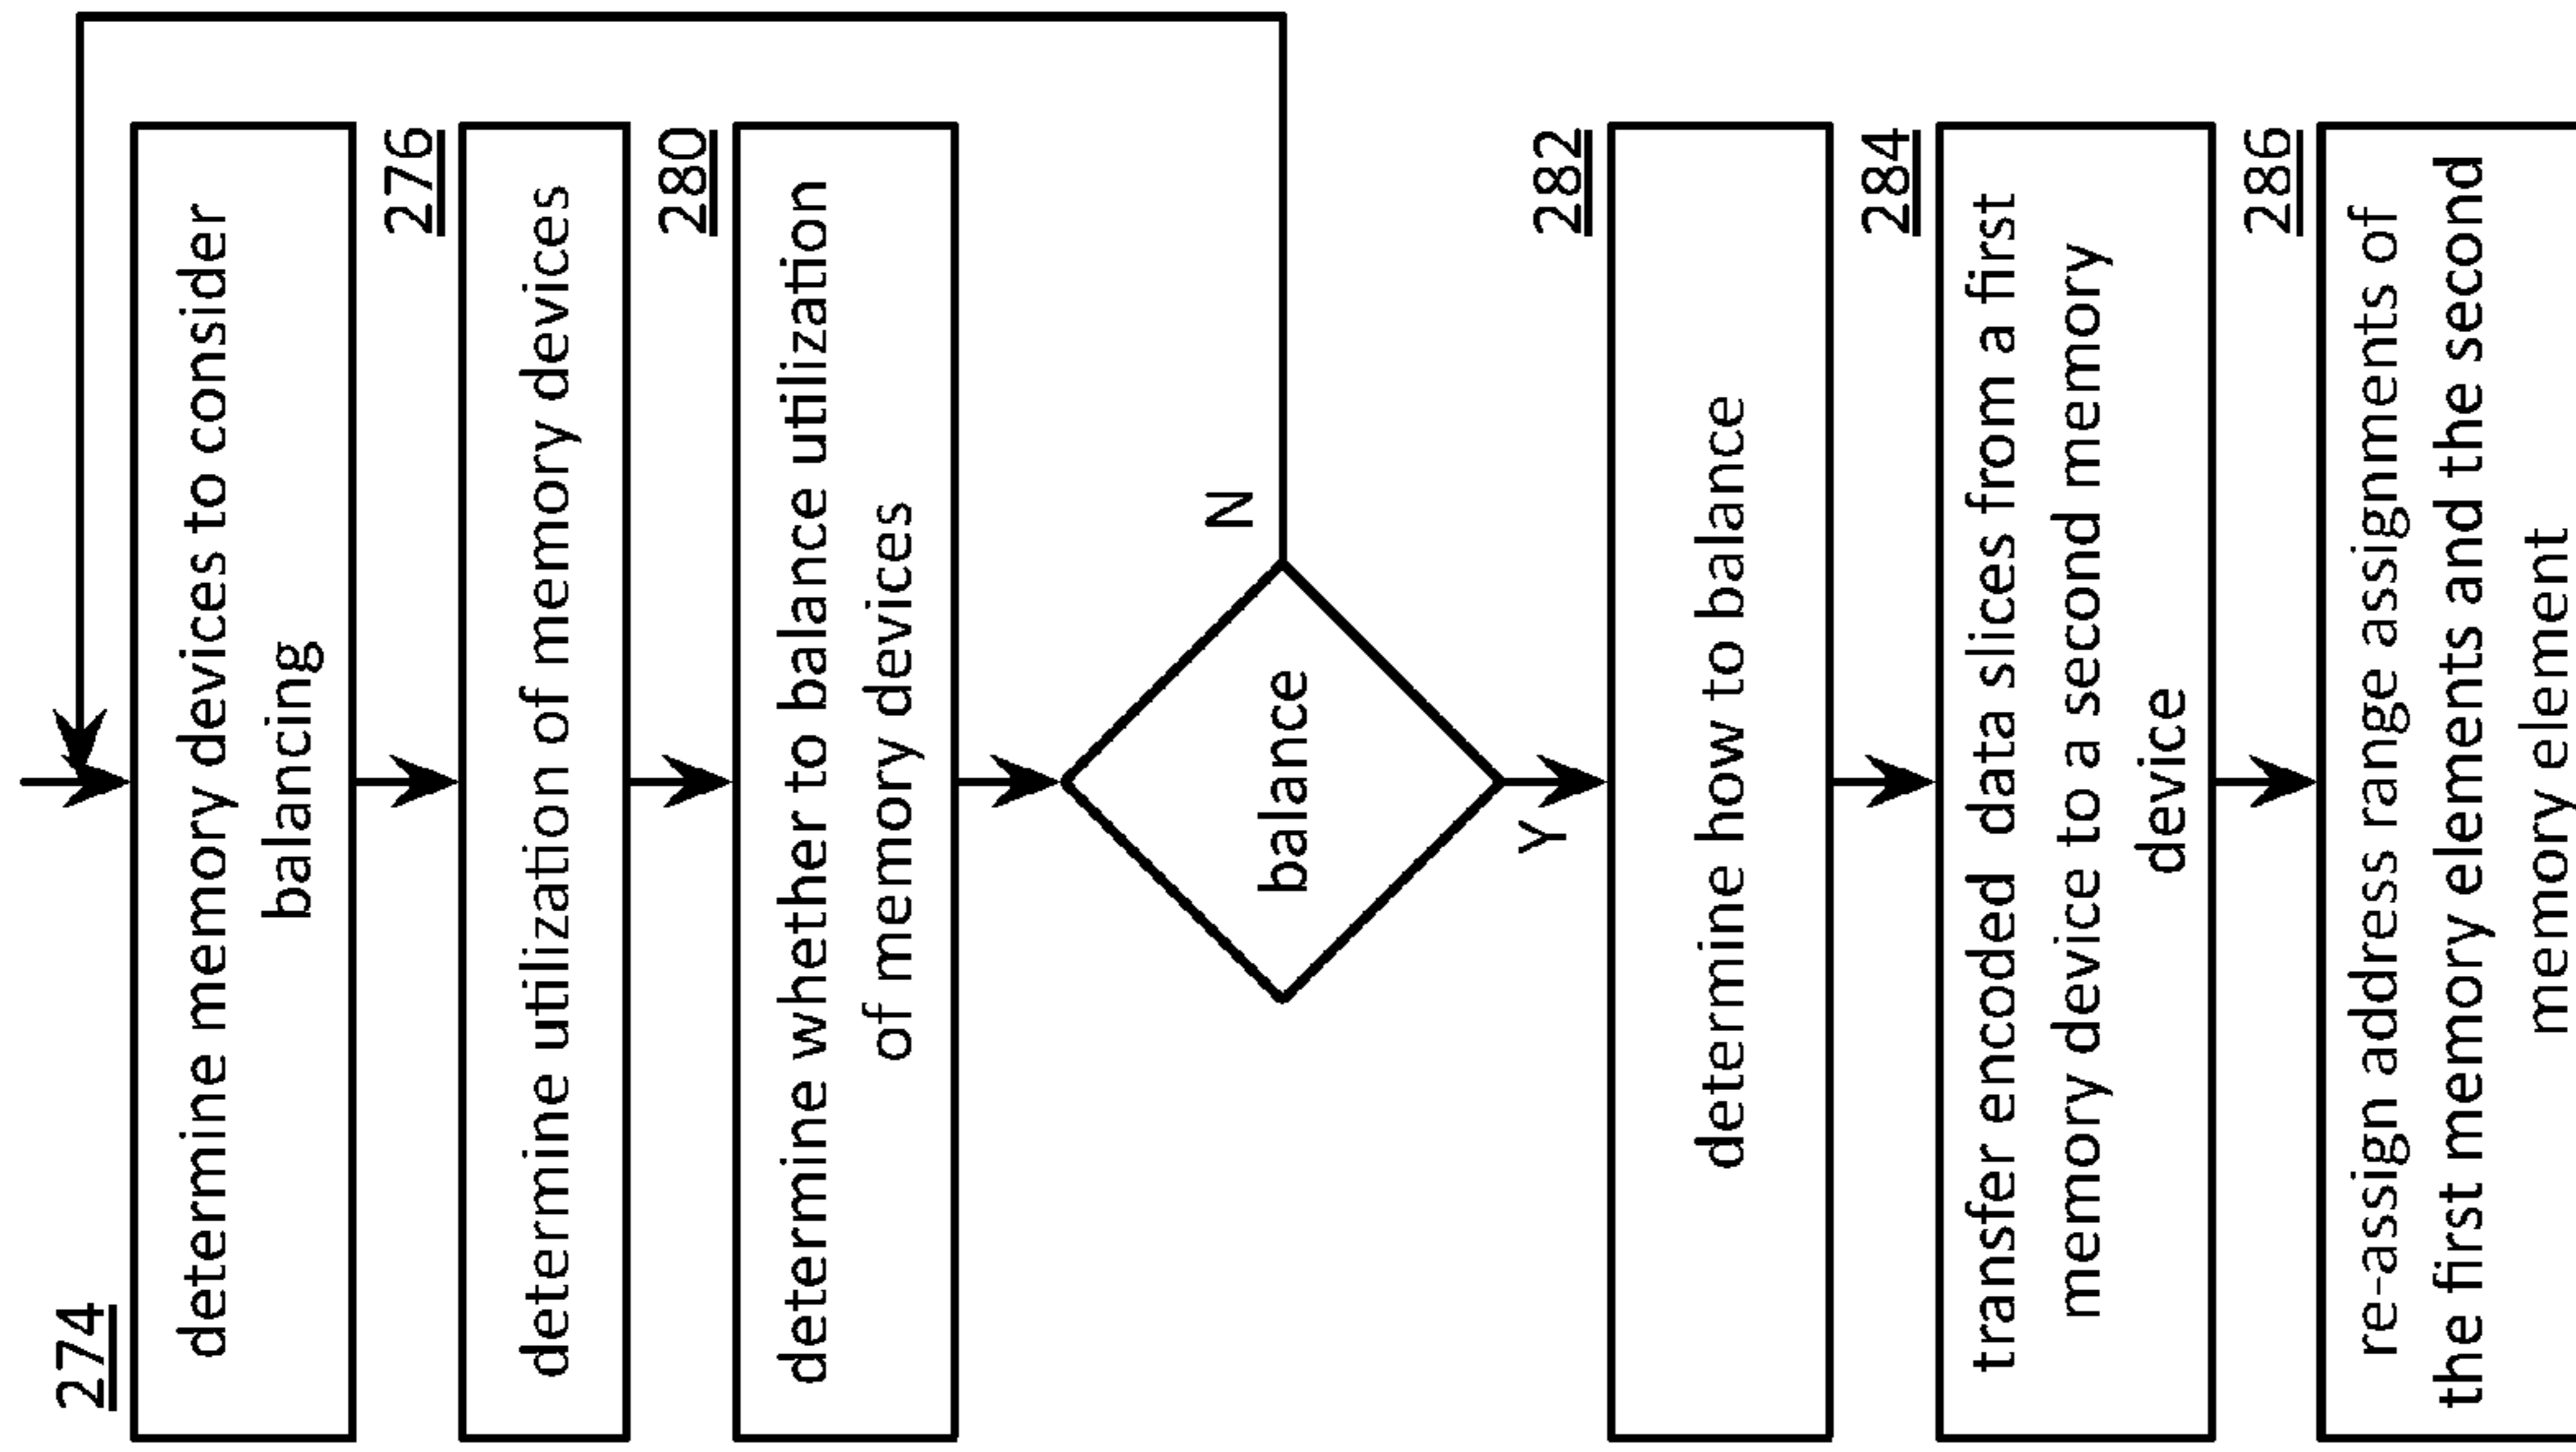 274
determine memory devices to consider
balancing
276
determine utilization of memory devices
280
determine whether to balance utilization
of memory devices
balance
N
Y
282
determine how to balance
284
transfer encoded data slices from a first
memory device to a second memory
device
286
re-assign address range assignments of
the first memory elements and the second
memory element